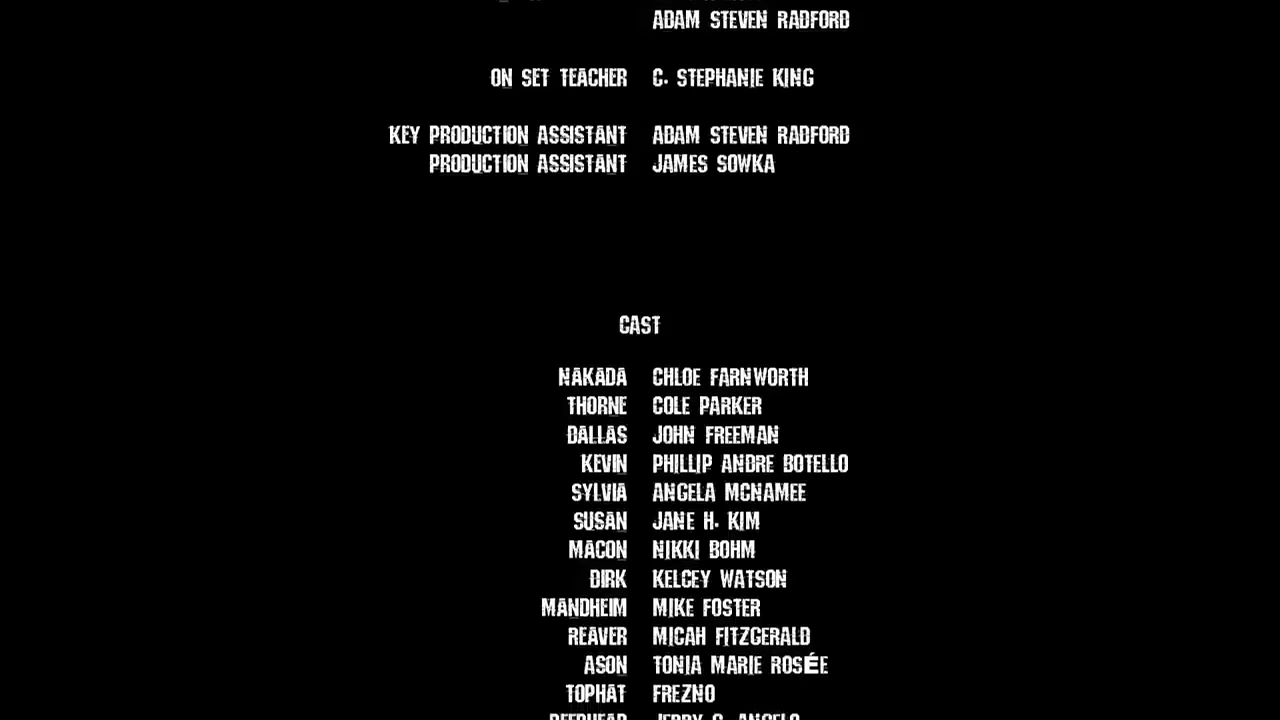 ADAM STEVEN RADFORD
ON SET TEACHER C. STEPHANIE KING
KEY PRODUCTION ASSISTANT ADAM STEVEN RADFORD
PRODUCTION ASSISTANT JAMES SOWKA
CAST
NAKADA CHLOE FARNWORTH
THORNE COLE PARKER
DALLAS JOHN FREEMAN
KEVIN PHILLIP ANDRE BOTELLO
SYLVIA ANGELA MCNAMEE
SUSAN JANE H. KIM
MACON NIKKI BOHM
DIRK KELCEY WATSON
MANDHEIM MIKE FOSTER
REAVER MICAH FITZGERALD
ASON TONIA MARIE ROSÉE
TOPHAT FREZNO